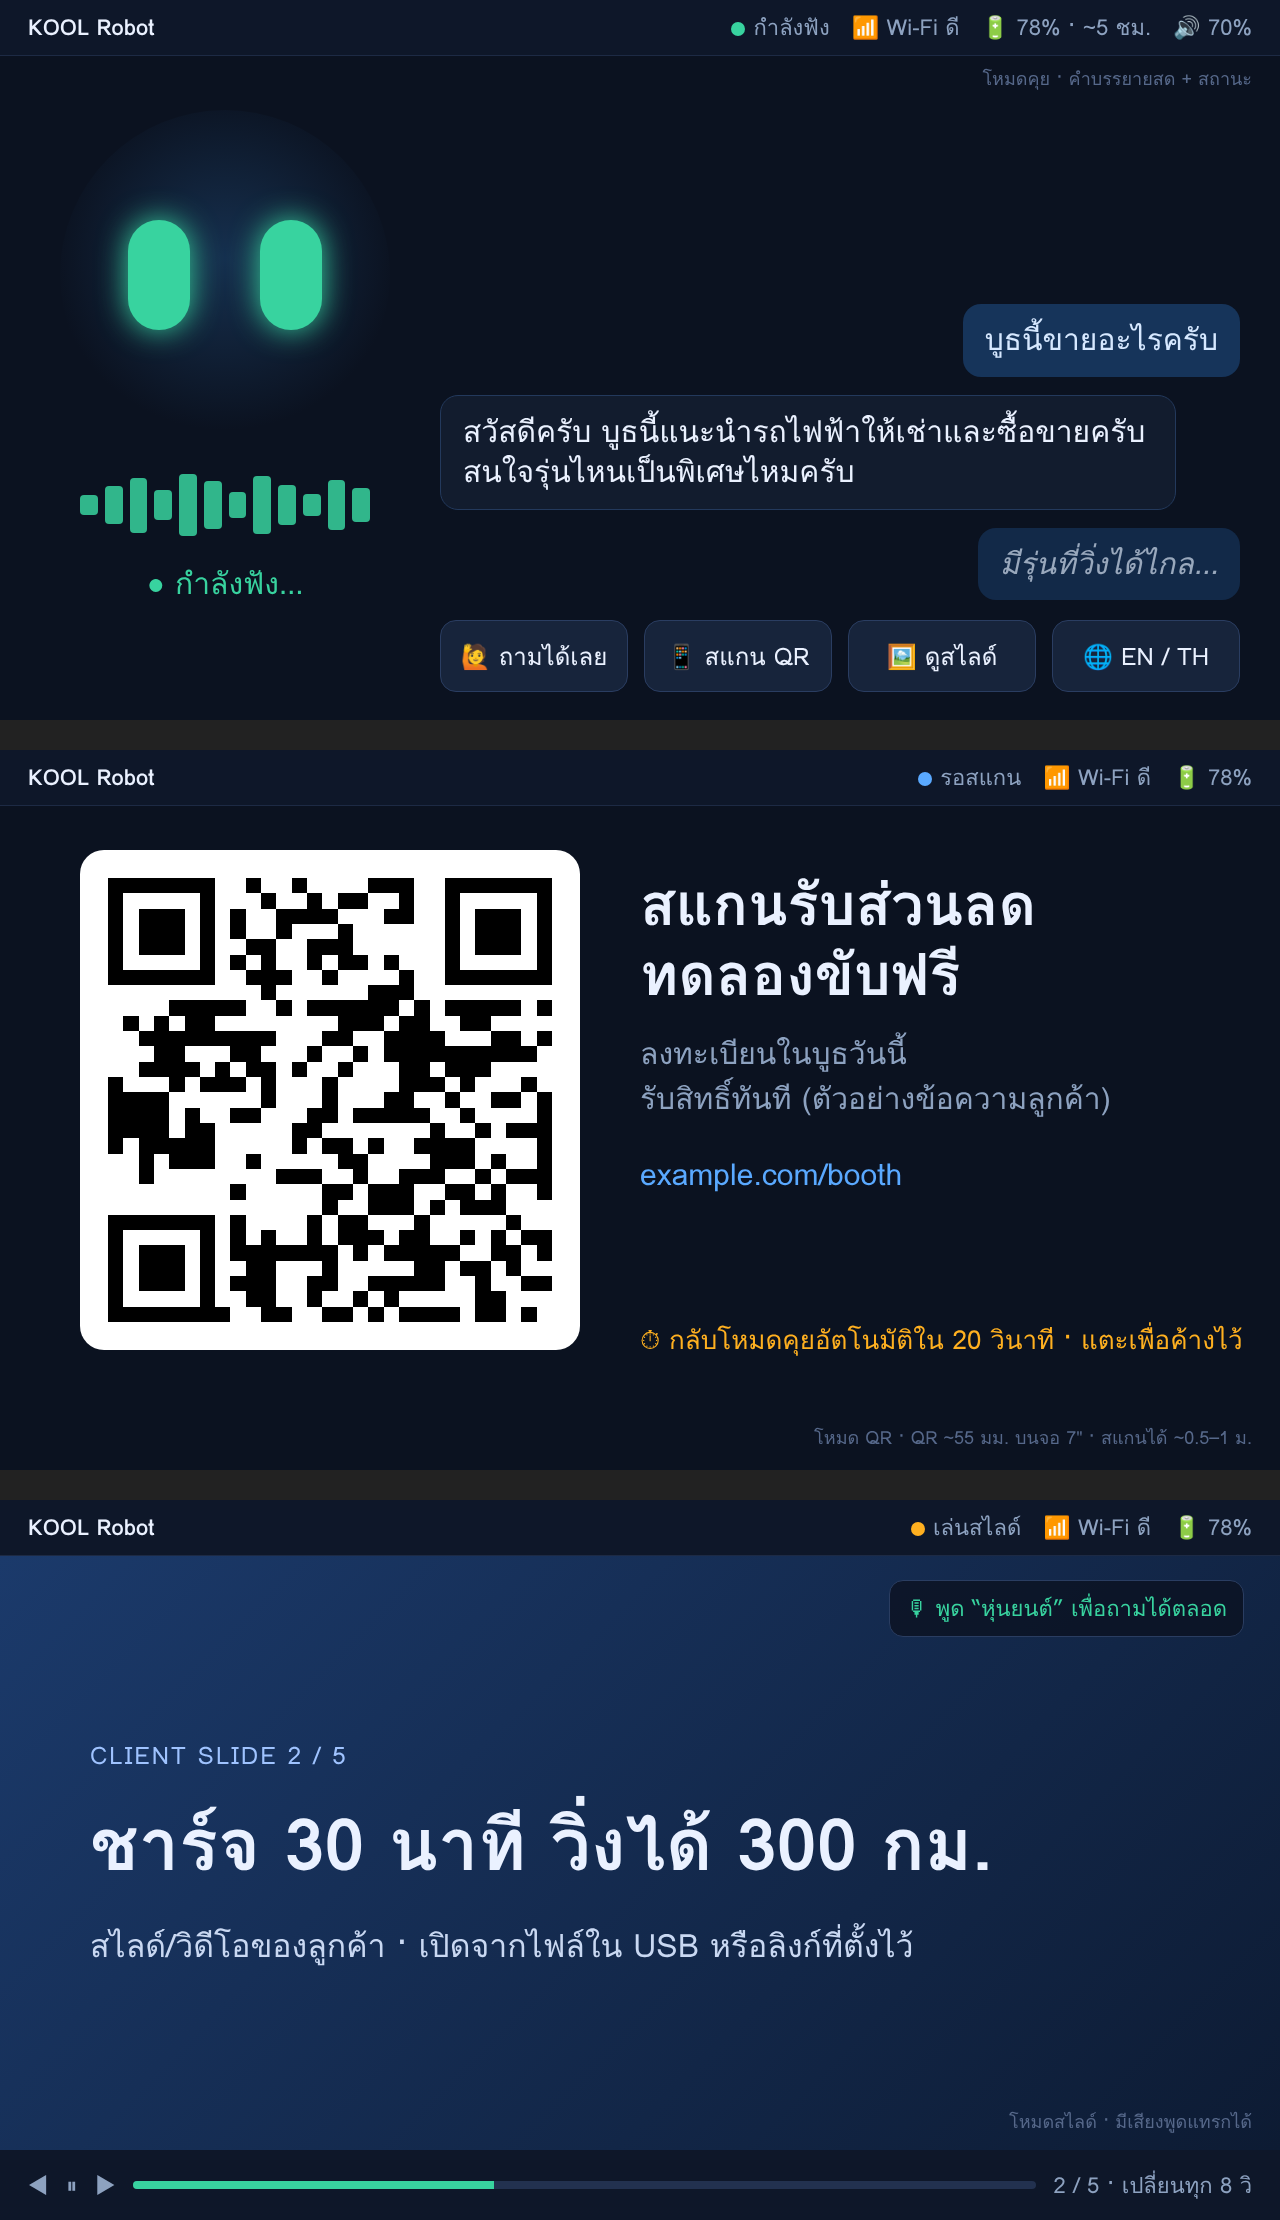 KOOL Robot
กำลังฟัง Wi-Fi ดี 78% · ~5 ชม. 70%
โหมดคุย · คำบรรยายสด + สถานะ
บูธนี้ขายอะไรครับ
สวัสดีครับ บูธนี้แนะนำรถไฟฟ้าให้เช่าและซื้อขายครับ
สนใจรุ่นไหนเป็นพิเศษไหมครับ
มีรุ่นที่วิ่งได้ไกล...
● กำลังฟัง...
ถามได้เลย
สแกน QR
ดูสไลด์
EN / TH
KOOL Robot
รอสแกน Wi-Fi ดี 78%
สแกนรับส่วนลด
ทดลองขับฟรี
ลงทะเบียนในบูธวันนี้
รับสิทธิ์ทันที (ตัวอย่างข้อความลูกค้า)
example.com/booth
⏱ กลับโหมดคุยอัตโนมัติใน 20 วินาที · แตะเพื่อค้างไว้
โหมด QR · QR ~55 มม. บนจอ 7" · สแกนได้ ~0.5–1 ม.
KOOL Robot
เล่นสไลด์ Wi-Fi ดี 78%
พูด “หุ่นยนต์” เพื่อถามได้ตลอด
CLIENT SLIDE 2 / 5
ชาร์จ 30 นาที วิ่งได้ 300 กม.
สไลด์/วิดีโอของลูกค้า · เปิดจากไฟล์ใน USB หรือลิงก์ที่ตั้งไว้
โหมดสไลด์ · มีเสียงพูดแทรกได้
2 / 5 · เปลี่ยนทุก 8 วิ